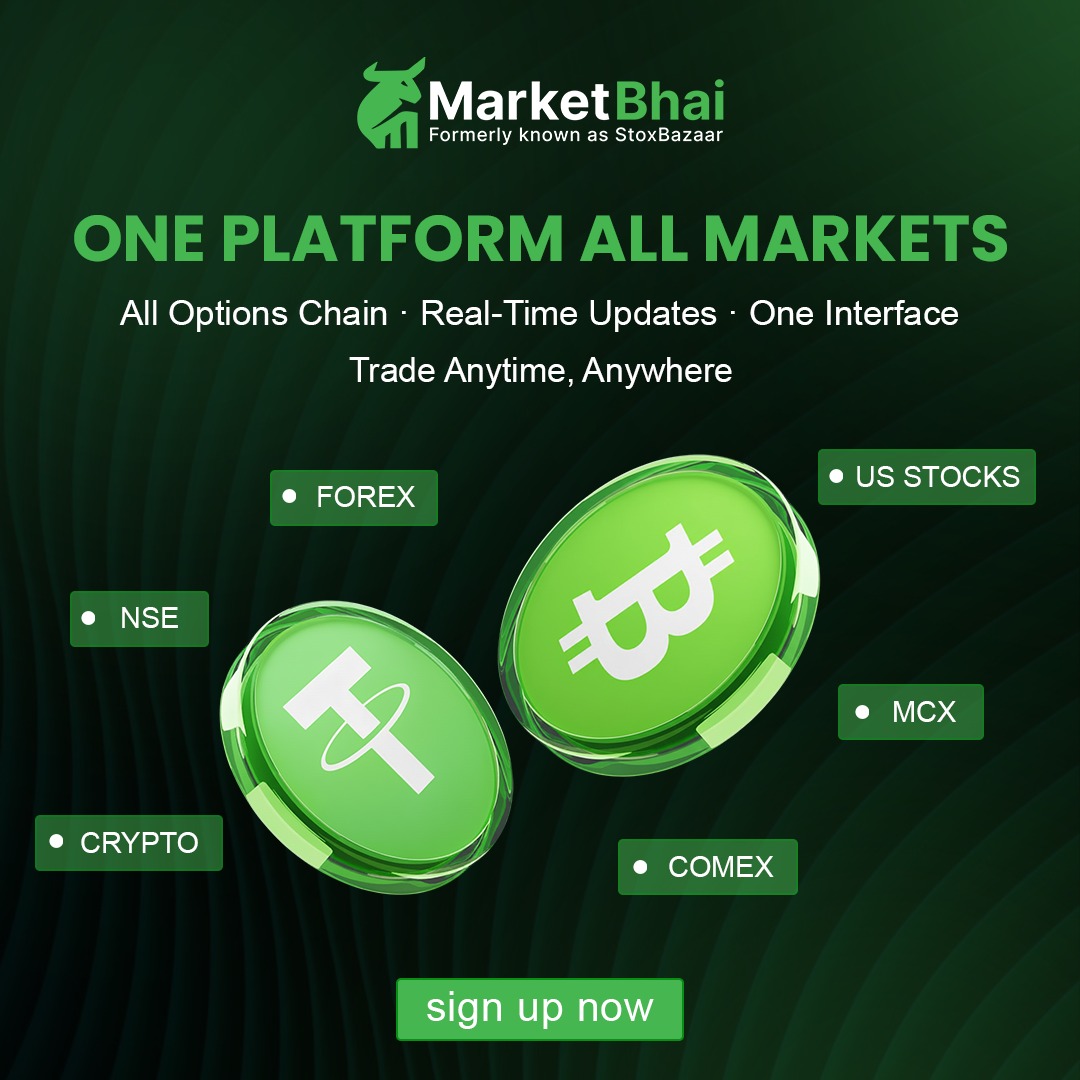 MarketBhai
Formerly known as StoxBazaar
ONE PLATFORM ALL MARKETS
All Options Chain · Real-Time Updates · One Interface
Trade Anytime, Anywhere
US STOCKS
FOREX
NSE
MCX
CRYPTO
COMEX
sign up now